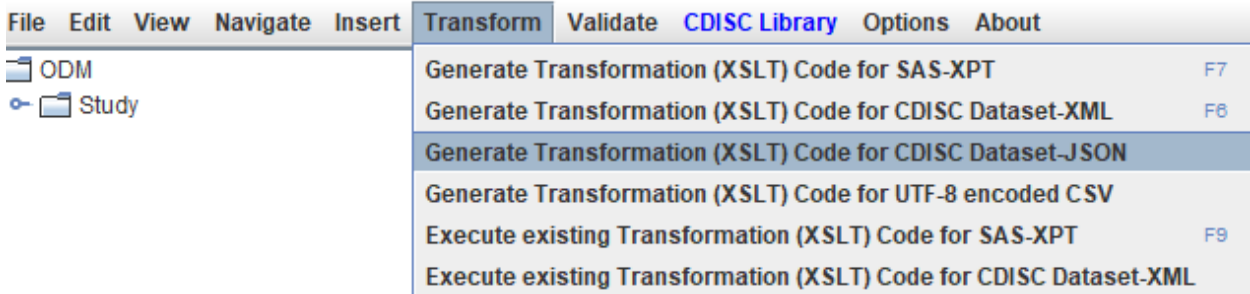 File Edit View Navigate Insert Transform Validate CDISC Library Options About
ODM
Study
Generate Transformation (XSLT) Code for SAS-XPT F7
Generate Transformation (XSLT) Code for CDISC Dataset-XML F6
Generate Transformation (XSLT) Code for CDISC Dataset-JSON
Generate Transformation (XSLT) Code for UTF-8 encoded CSV
Execute existing Transformation (XSLT) Code for SAS-XPT F9
Execute existing Transformation (XSLT) Code for CDISC Dataset-XML